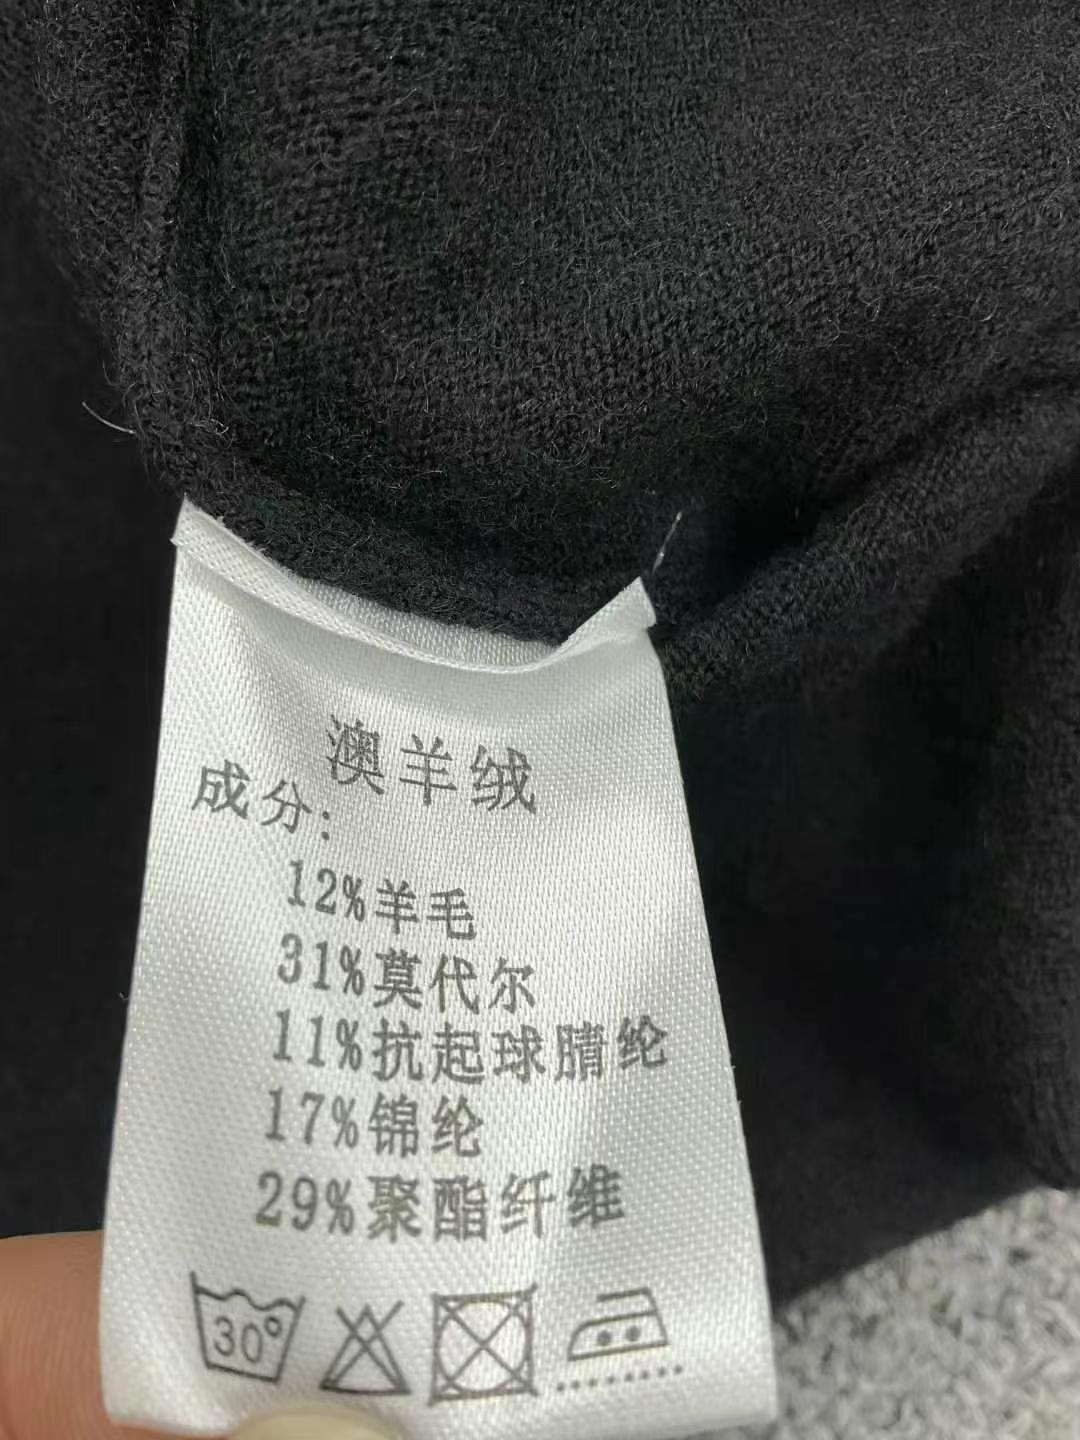 澳羊绒
成分:
12%羊毛
31%莫代尔
11%抗起球腈纶
17%锦纶
29%聚酯纤维
30°